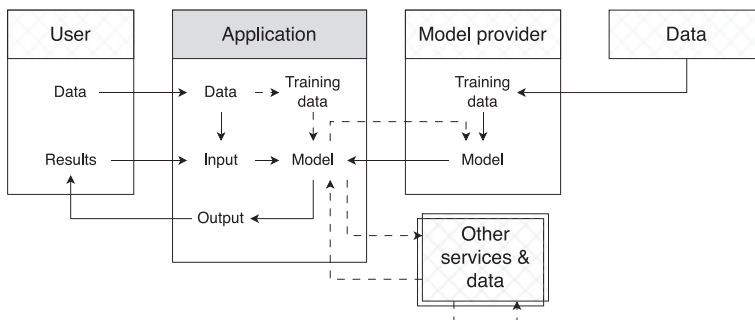 User
Application
Model provider
Data
Data
Data
Training
data
Training
data
Results
Input
Model
Model
Output
Other
services &
data